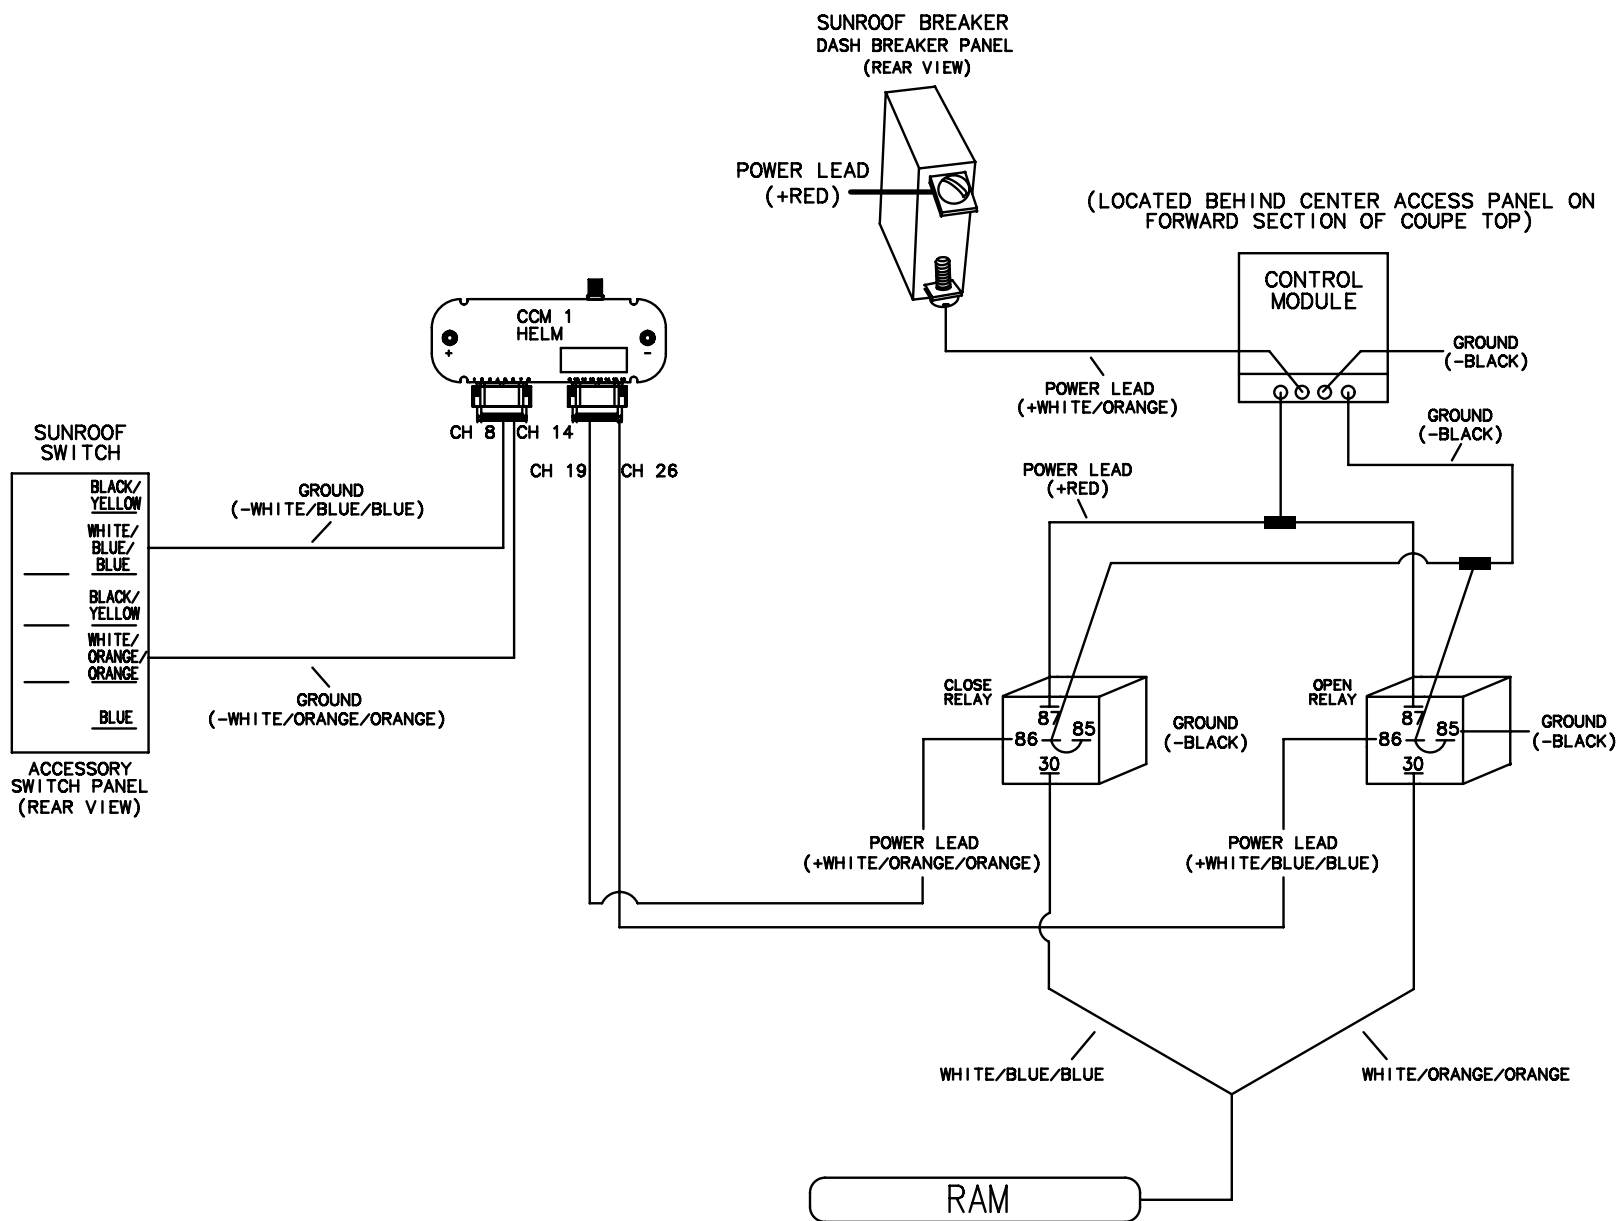 SUNROOF BREAKER
DASH BREAKER PANEL
(REAR VIEW)
POWER LEAD
(+RED)
(LOCATED BEHIND CENTER ACCESS PANEL ON
FORWARD SECTION OF COUPE TOP)
CONTROL
MODULE
GROUND
(-BLACK)
POWER LEAD
(+WHITE/ORANGE)
GROUND
(-BLACK)
CCM 1
HELM
+
-
CH 8
CH 14
CH 19
CH 26
SUNROOF
SWITCH
BLACK/
YELLOW
WHITE/
BLUE/
BLUE
BLACK/
YELLOW
WHITE/
ORANGE/
ORANGE
BLUE
ACCESSORY
SWITCH PANEL
(REAR VIEW)
GROUND
(-WHITE/BLUE/BLUE)
GROUND
(-WHITE/ORANGE/ORANGE)
POWER LEAD
(+RED)
CLOSE
RELAY
87
86
85
30
GROUND
(-BLACK)
OPEN
RELAY
87
86
85
30
GROUND
(-BLACK)
POWER LEAD
(+WHITE/ORANGE/ORANGE)
POWER LEAD
(+WHITE/BLUE/BLUE)
WHITE/BLUE/BLUE
WHITE/ORANGE/ORANGE
RAM